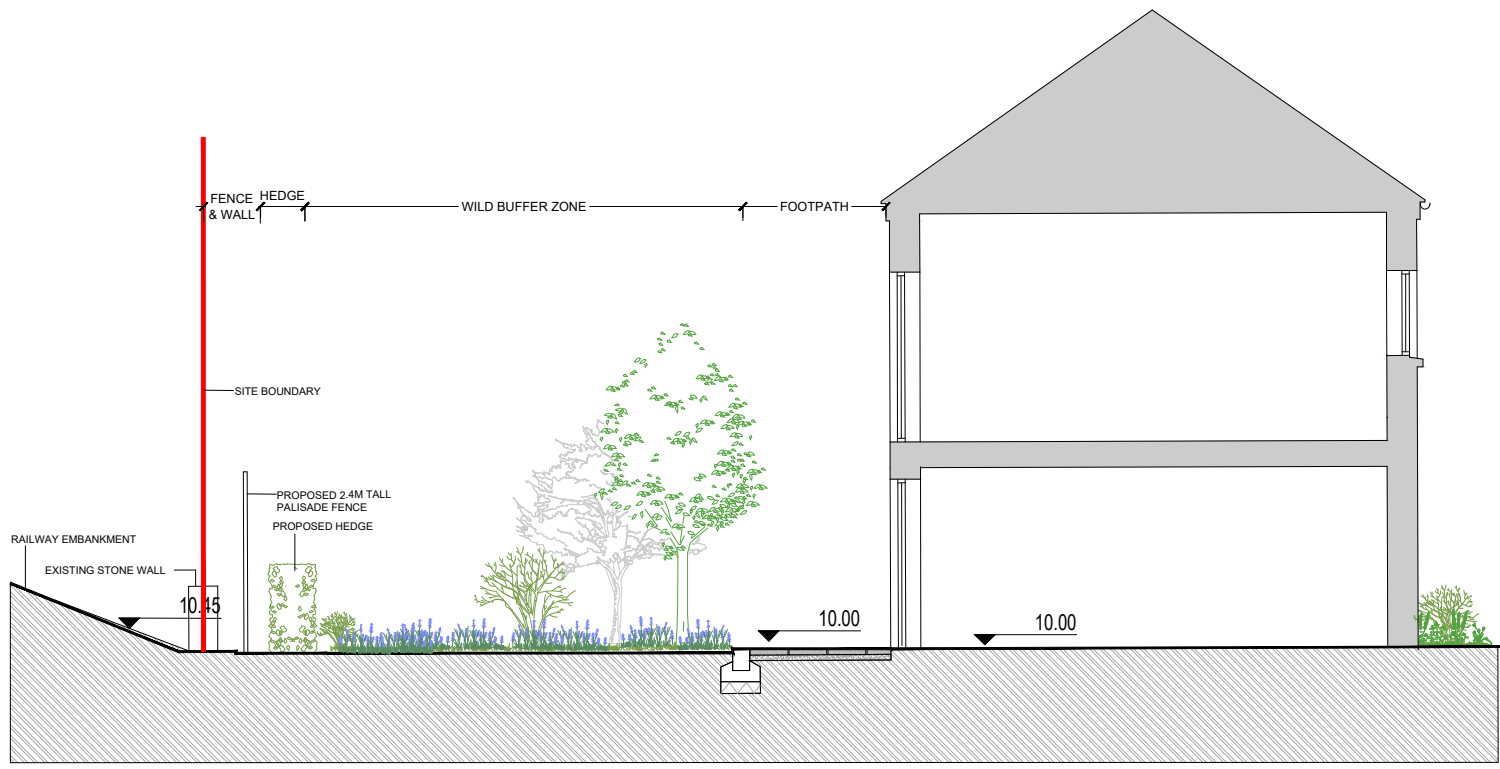 FENCE
& WALL
HEDGE
WILD BUFFER ZONE
FOOTPATH
SITE BOUNDARY
PROPOSED 2.4M TALL
PALISADE FENCE
PROPOSED HEDGE
RAILWAY EMBANKMENT
EXISTING STONE WALL
10.45
10.00
10.00